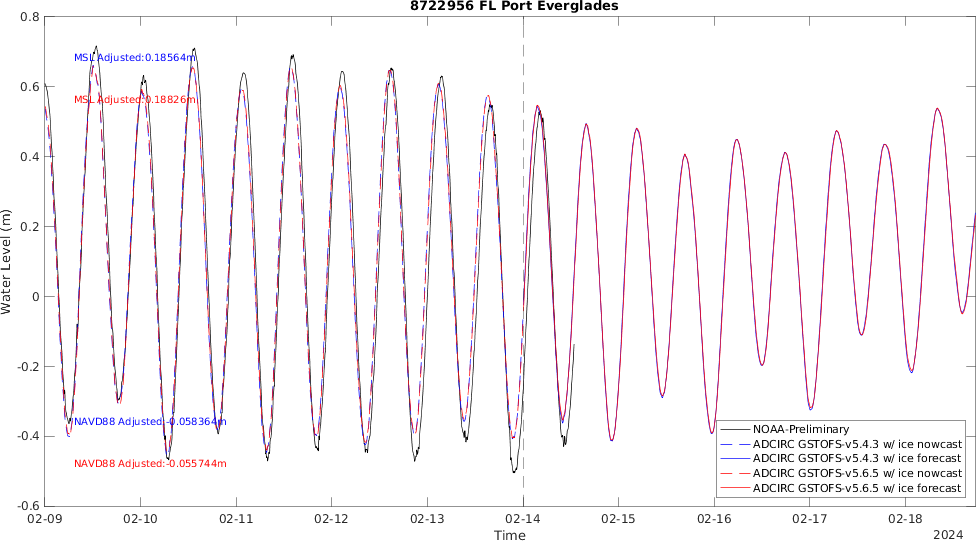 8722956 FL Port Everglades
0.8
MSL Adjusted:0.18564m
0.6
MSL Adjusted:0.18826m
0.4
0.2
Water Level (m)
0
-0.2
NAVD88 Adjusted:-0.058364m
-0.4
NAVD88 Adjusted:-0.055744m
-0.6
NOAA-Preliminary
ADCIRC GSTOFS-v5.4.3 w/ ice nowcast
ADCIRC GSTOFS-v5.4.3 w/ ice forecast
ADCIRC GSTOFS-v5.6.5 w/ ice nowcast
ADCIRC GSTOFS-v5.6.5 w/ ice forecast
02-09 02-10 02-11 02-12 02-13 02-14 02-15 02-16 02-17 02-18
Time
2024